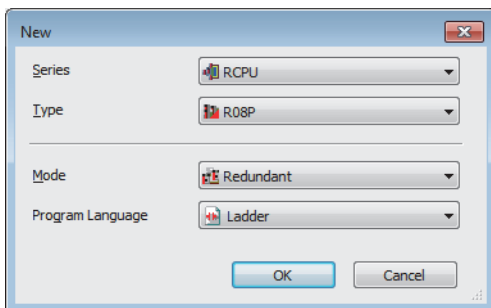 New
Series RCPU
Type R08P
Mode Redundant
Program Language Ladder
OK Cancel